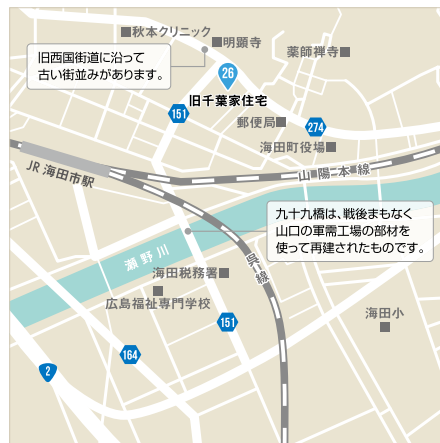 秋本クリニック
明顕寺
薬師禅寺
旧西国街道に沿って
古い街並みがあります。
26
旧千葉家住宅
151
郵便局
274
海田町役場
JR 海田市駅
山陽本線
九十九橋は、戦後まもなく
山口の軍需工場の部材を
使って再建されたものです。
瀬野川
呉線
海田税務署
広島福祉専門学校
海田小
151
164
2